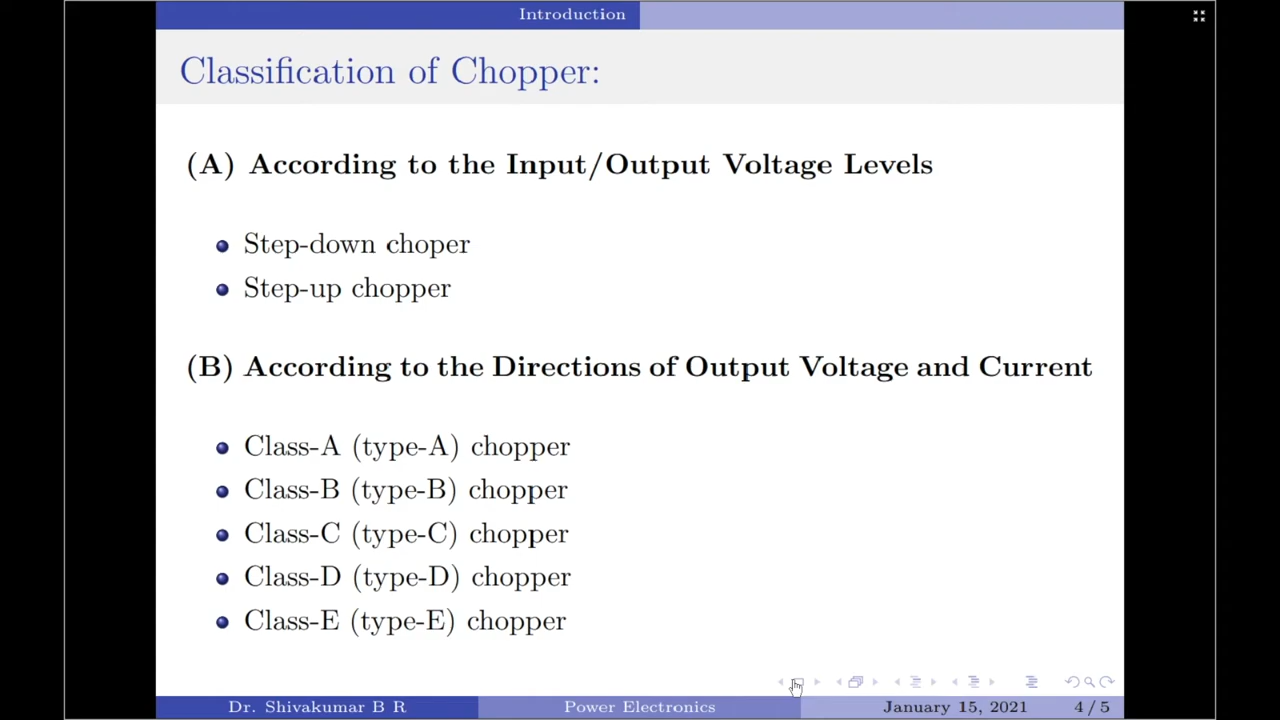 Introduction
Classification of Chopper:
(A) According to the Input/Output Voltage Levels
Step-down choper
Step-up chopper
(B) According to the Directions of Output Voltage and Current
Class-A (type-A) chopper
Class-B (type-B) chopper
Class-C (type-C) chopper
Class-D (type-D) chopper
Class-E (type-E) chopper
Dr. Shivakumar B R Power Electronics January 15, 2021 4 / 5